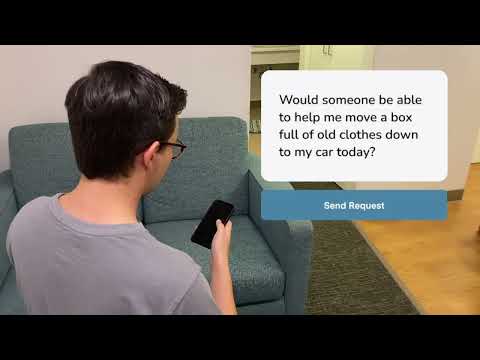 Would someone be able
to help me move a box
full of old clothes down
to my car today?
Send Request